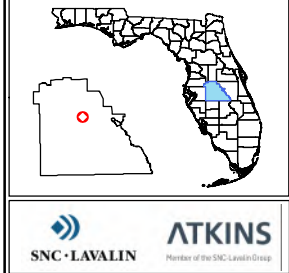 SNC · LAVALIN
ATKINS
Member of the SNC-Lavalin Group